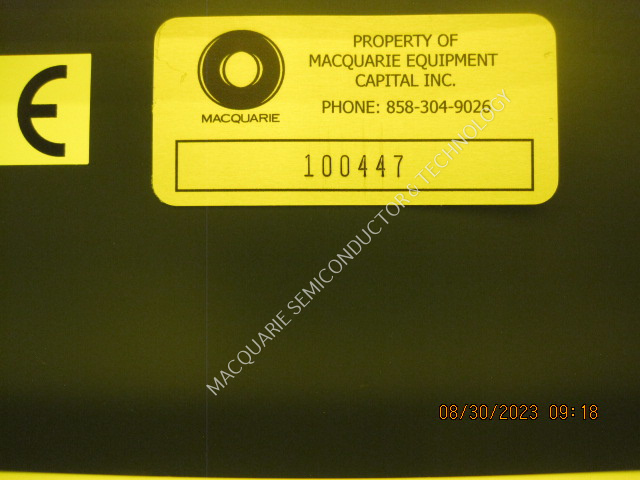 PROPERTY OF
MACQUARIE EQUIPMENT
CAPITAL INC.
PHONE: 858-304-9026
MACQUARIE
100447
CE
MACQUARIE SEMICONDUCTOR & TECHNOLOGY
08/30/2023 09:18